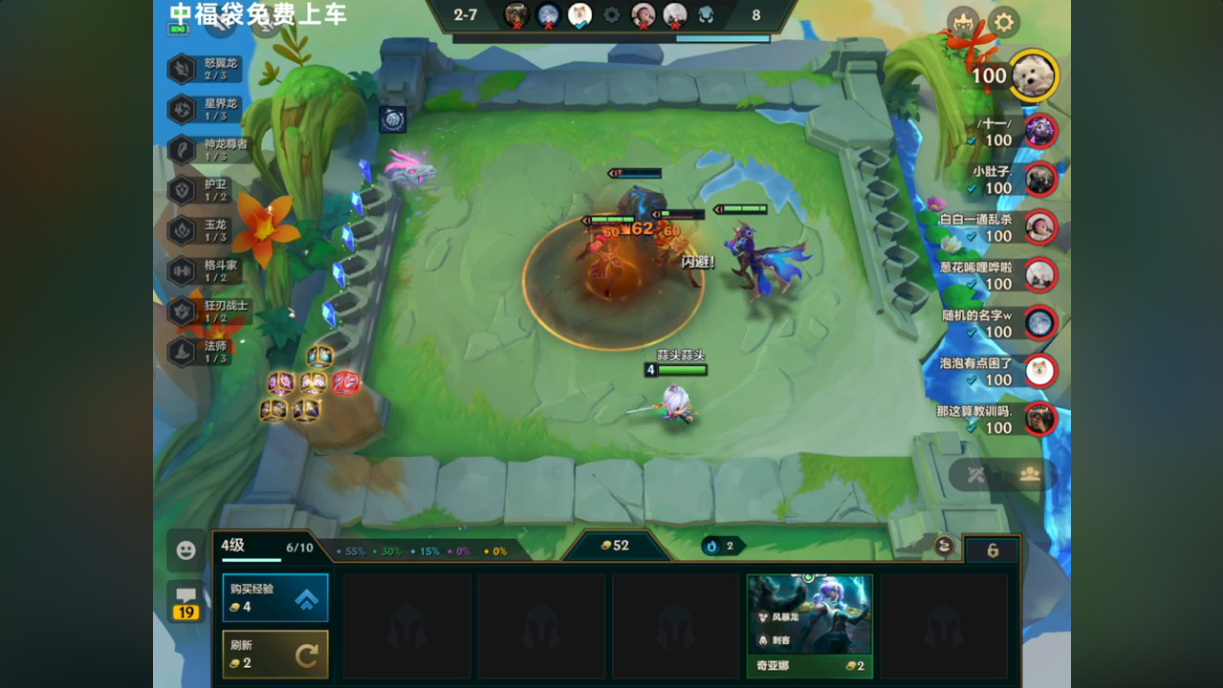 中福袋免费上车
2-7
8
怒翼龙
2/3
星界龙
1/3
神龙尊者
1/3
护卫
1/2
玉龙
1/3
格斗家
1/2
狂刃战士
1/2
法师
1/3
100
/十一/
100
小肚子.
100
白白一通乱杀
100
葱花唏哩哗啦
100
随机的名字w
100
泡泡有点困了
100
那这算教训吗.
100
60
162
60
闪避!
蒜头蒜头
4
4级
6/10
55% 30% 15% 0% 0%
52
2
6
19
购买经验
4
刷新
2
风暴龙
刺客
奇亚娜
2